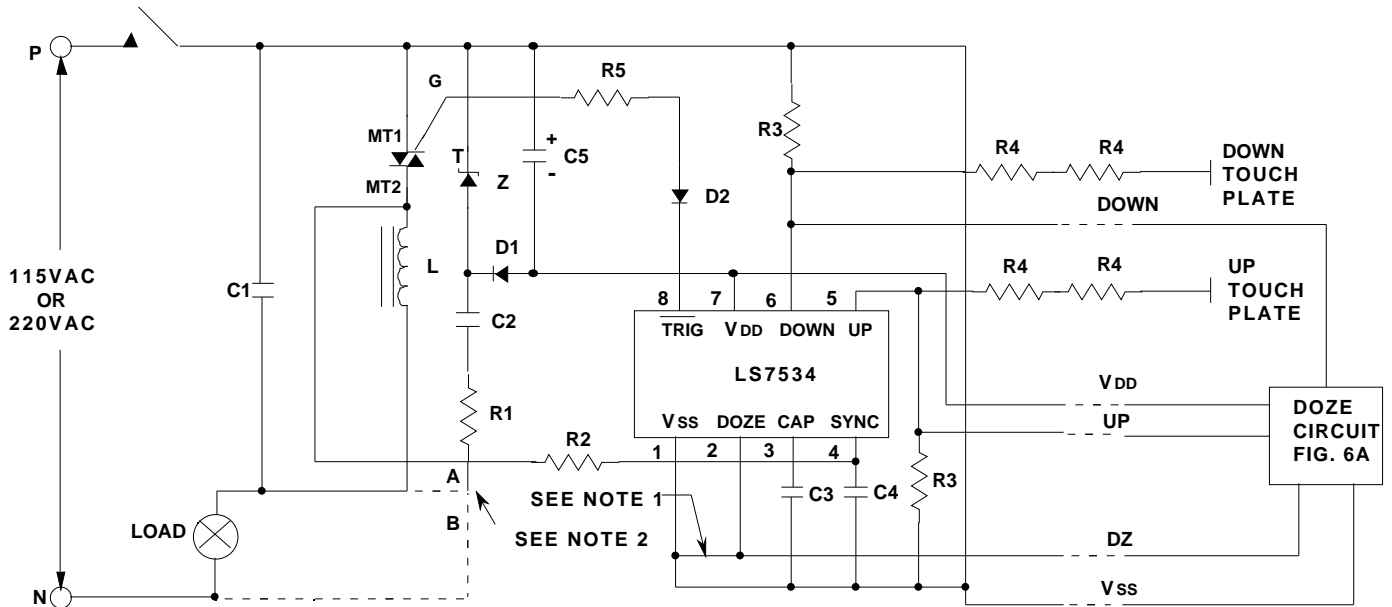 P
G
R5
MT1
R3
C5
+
-
T
Z
R4
R4
DOWN
TOUCH
PLATE
MT2
D2
DOWN
D1
L
115VAC
OR
220VAC
C1
R4
R4
UP
TOUCH
PLATE
8
7
6
5
C2
TRIG
VDD
DOWN
UP
LS7534
VDD
R1
VSS
DOZE
CAP
SYNC
UP
DOZE
CIRCUIT
FIG. 6A
R2
1
2
3
4
A
SEE NOTE 1
C3
C4
R3
B
LOAD
SEE NOTE 2
DZ
N
VSS